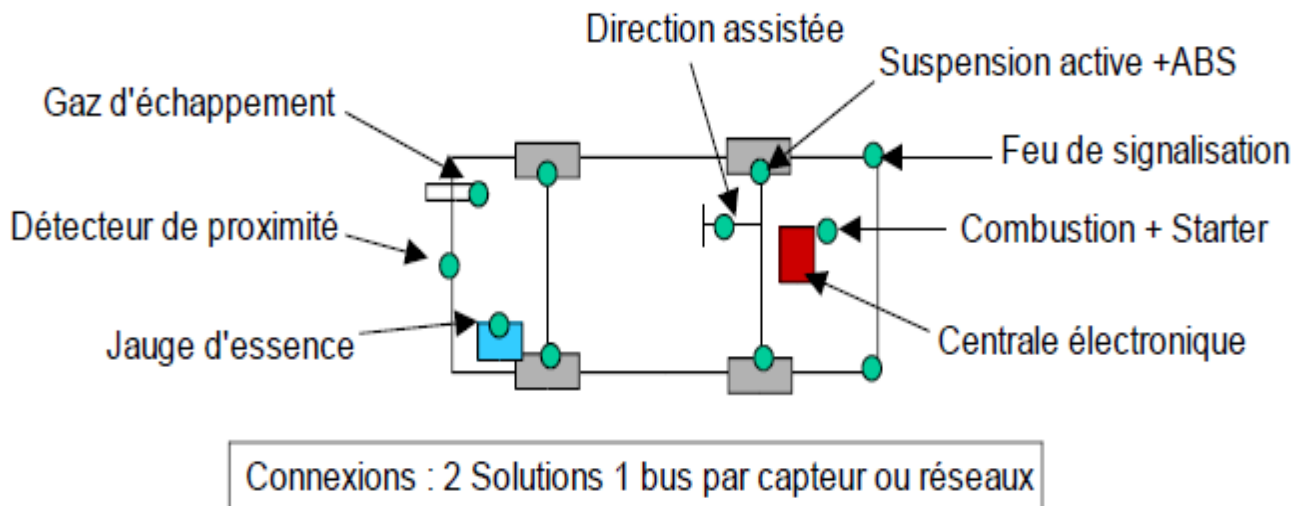 Direction assistée
Suspension active +ABS
Gaz d'échappement
Feu de signalisation
Détecteur de proximité
Combustion + Starter
Jauge d'essence
Centrale électronique
Connexions : 2 Solutions 1 bus par capteur ou réseaux